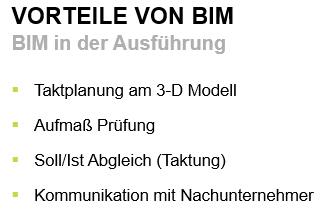 VORTEILE VON BIM
BIM in der Ausführung
Taktplanung am 3-D Modell
Aufmaß Prüfung
Soll/Ist Abgleich (Taktung)
Kommunikation mit Nachunternehmer